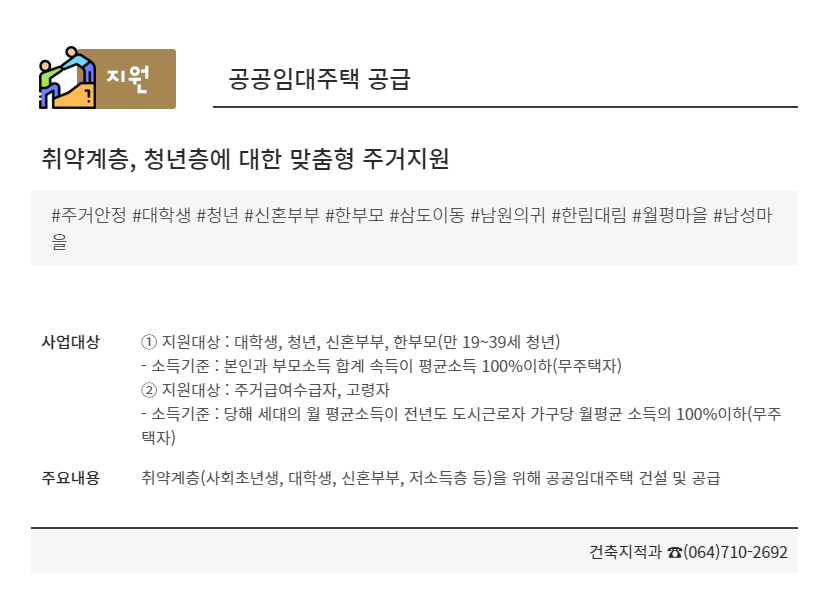 지원
공공임대주택 공급
취약계층, 청년층에 대한 맞춤형 주거지원
#주거안정 #대학생 #청년 #신혼부부 #한부모 #삼도이동 #남원의귀 #한림대림 #월평마을 #남성마
을
사업대상 ① 지원대상 : 대학생, 청년, 신혼부부, 한부모(만 19~39세 청년)
- 소득기준 : 본인과 부모소득 합계 속득이 평균소득 100%이하(무주택자)
② 지원대상 : 주거급여수급자, 고령자
- 소득기준 : 당해 세대의 월 평균소득이 전년도 도시근로자 가구당 월평균 소득의 100%이하(무주
택자)
주요내용 취약계층(사회초년생, 대학생, 신혼부부, 저소득층 등)을 위해 공공임대주택 건설 및 공급
건축지적과 ☎(064)710-2692